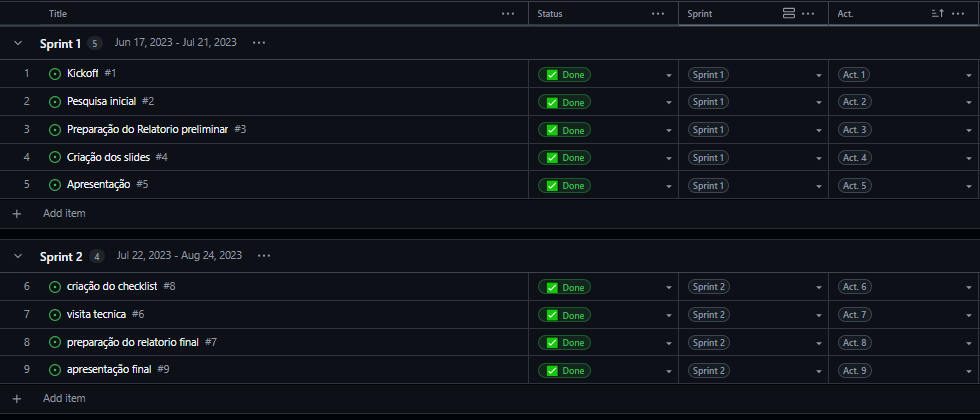 Title Status Sprint Act.
Sprint 1 5 Jun 17, 2023 - Jul 21, 2023
1 Kickoff #1 Done Sprint 1 Act. 1
2 Pesquisa inicial #2 Done Sprint 1 Act. 2
3 Preparação do Relatorio preliminar #3 Done Sprint 1 Act. 3
4 Criação dos slides #4 Done Sprint 1 Act. 4
5 Apresentação #5 Done Sprint 1 Act. 5
Add item
Sprint 2 4 Jul 22, 2023 - Aug 24, 2023
6 criação do checklist #8 Done Sprint 2 Act. 6
7 visita tecnica #6 Done Sprint 2 Act. 7
8 preparação do relatorio final #7 Done Sprint 2 Act. 8
9 apresentação final #9 Done Sprint 2 Act. 9
Add item